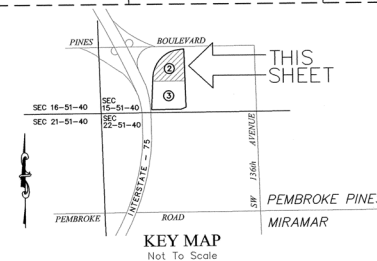 PINES BOULEVARD
THIS
SHEET
2
3
SEC 16-51-40
SEC
15-51-40
SEC 21-51-40
SEC
22-51-40
INTERSTATE - 75
SW 136th AVENUE
PEMBROKE PINES
MIRAMAR
PEMBROKE ROAD
KEY MAP
Not To Scale